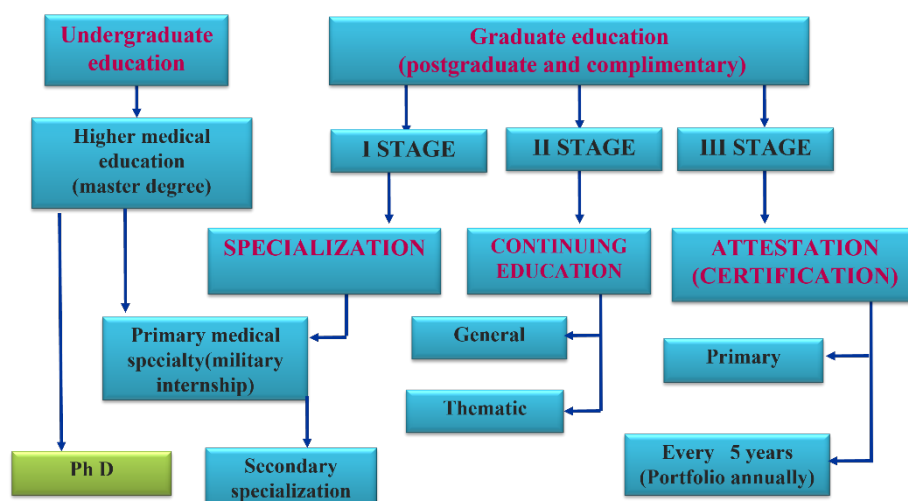 Undergraduate
education
Graduate education
(postgraduate and complimentary)
Higher medical
education
(master degree)
I STAGE
II STAGE
III STAGE
SPECIALIZATION
CONTINUING
EDUCATION
ATTESTATION
(CERTIFICATION)
Primary medical
specialty(military
internship)
General
Primary
Thematic
Ph D
Secondary
specialization
Every 5 years
(Portfolio annually)